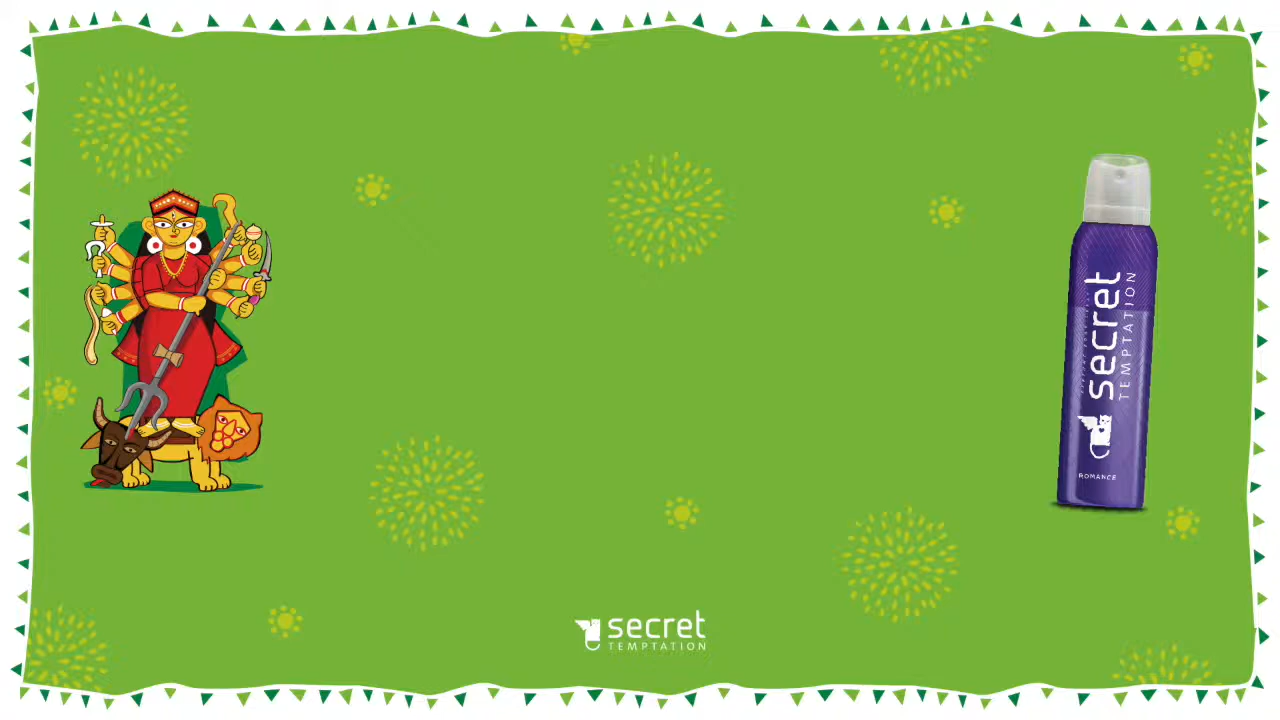 secret
TEMPTATION
ROMANCE
secret
TEMPTATION